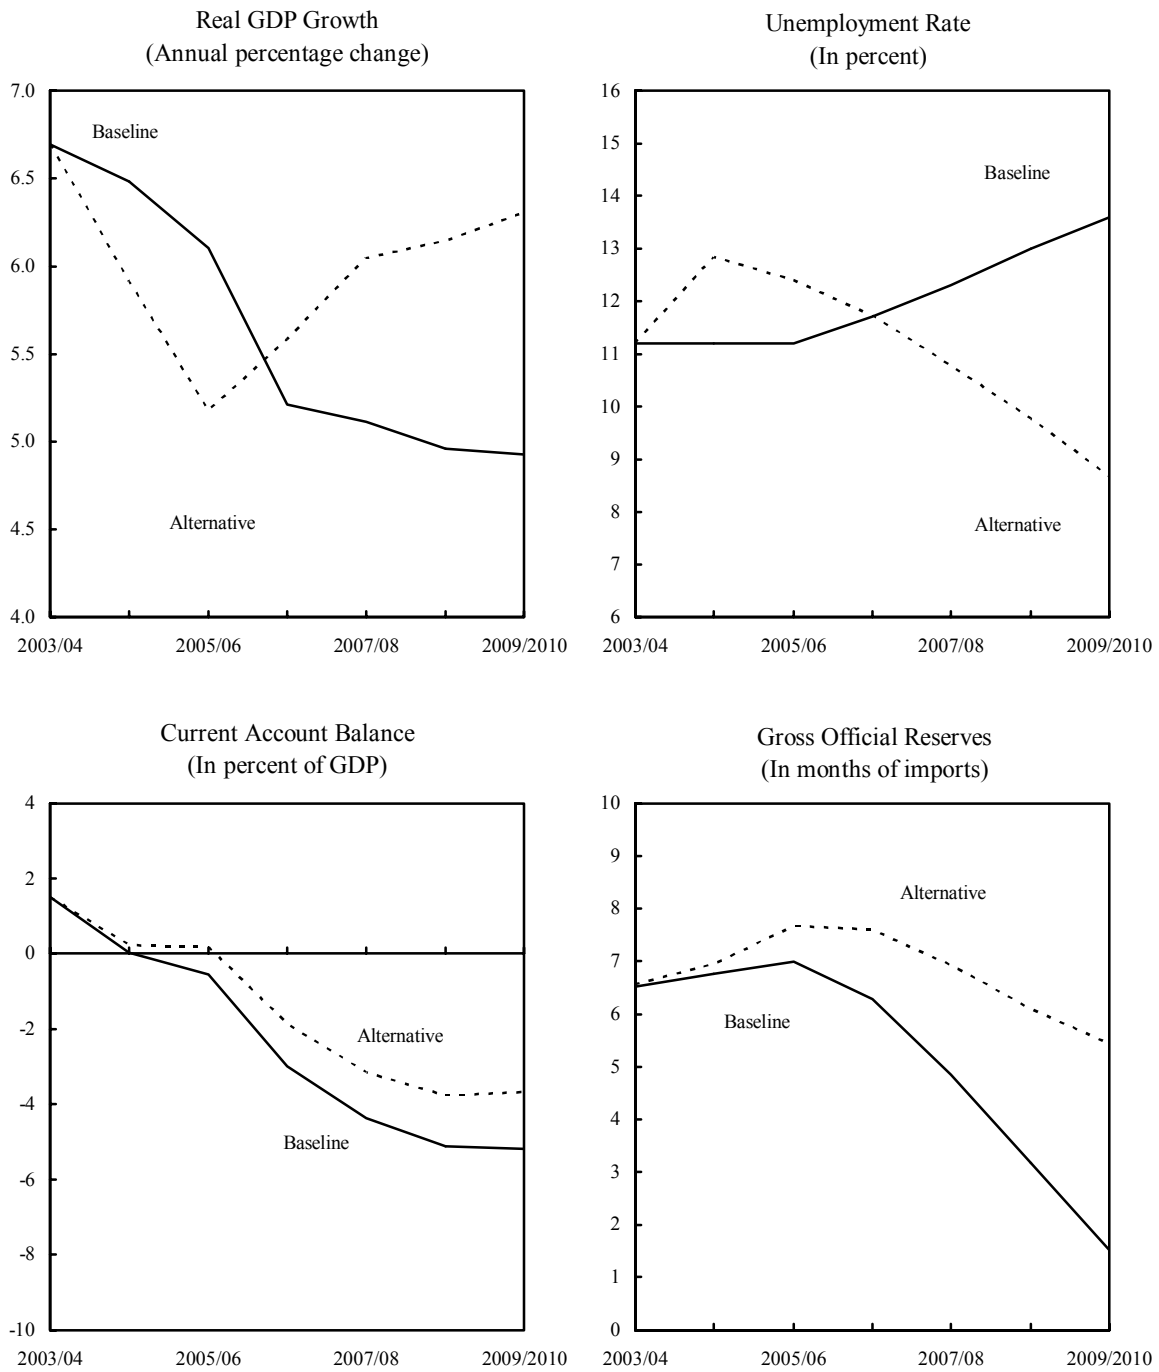 Real GDP Growth
(Annual percentage change)
7.0
6.5
6.0
5.5
5.0
4.5
4.0
Baseline
Alternative
2003/04 2005/06 2007/08 2009/2010
Unemployment Rate
(In percent)
16
15
14
13
12
11
10
9
8
7
6
Baseline
Alternative
2003/04 2005/06 2007/08 2009/2010
Current Account Balance
(In percent of GDP)
4
2
0
-2
-4
-6
-8
-10
Alternative
Baseline
2003/04 2005/06 2007/08 2009/2010
Gross Official Reserves
(In months of imports)
10
9
8
7
6
5
4
3
2
1
0
Alternative
Baseline
2003/04 2005/06 2007/08 2009/2010